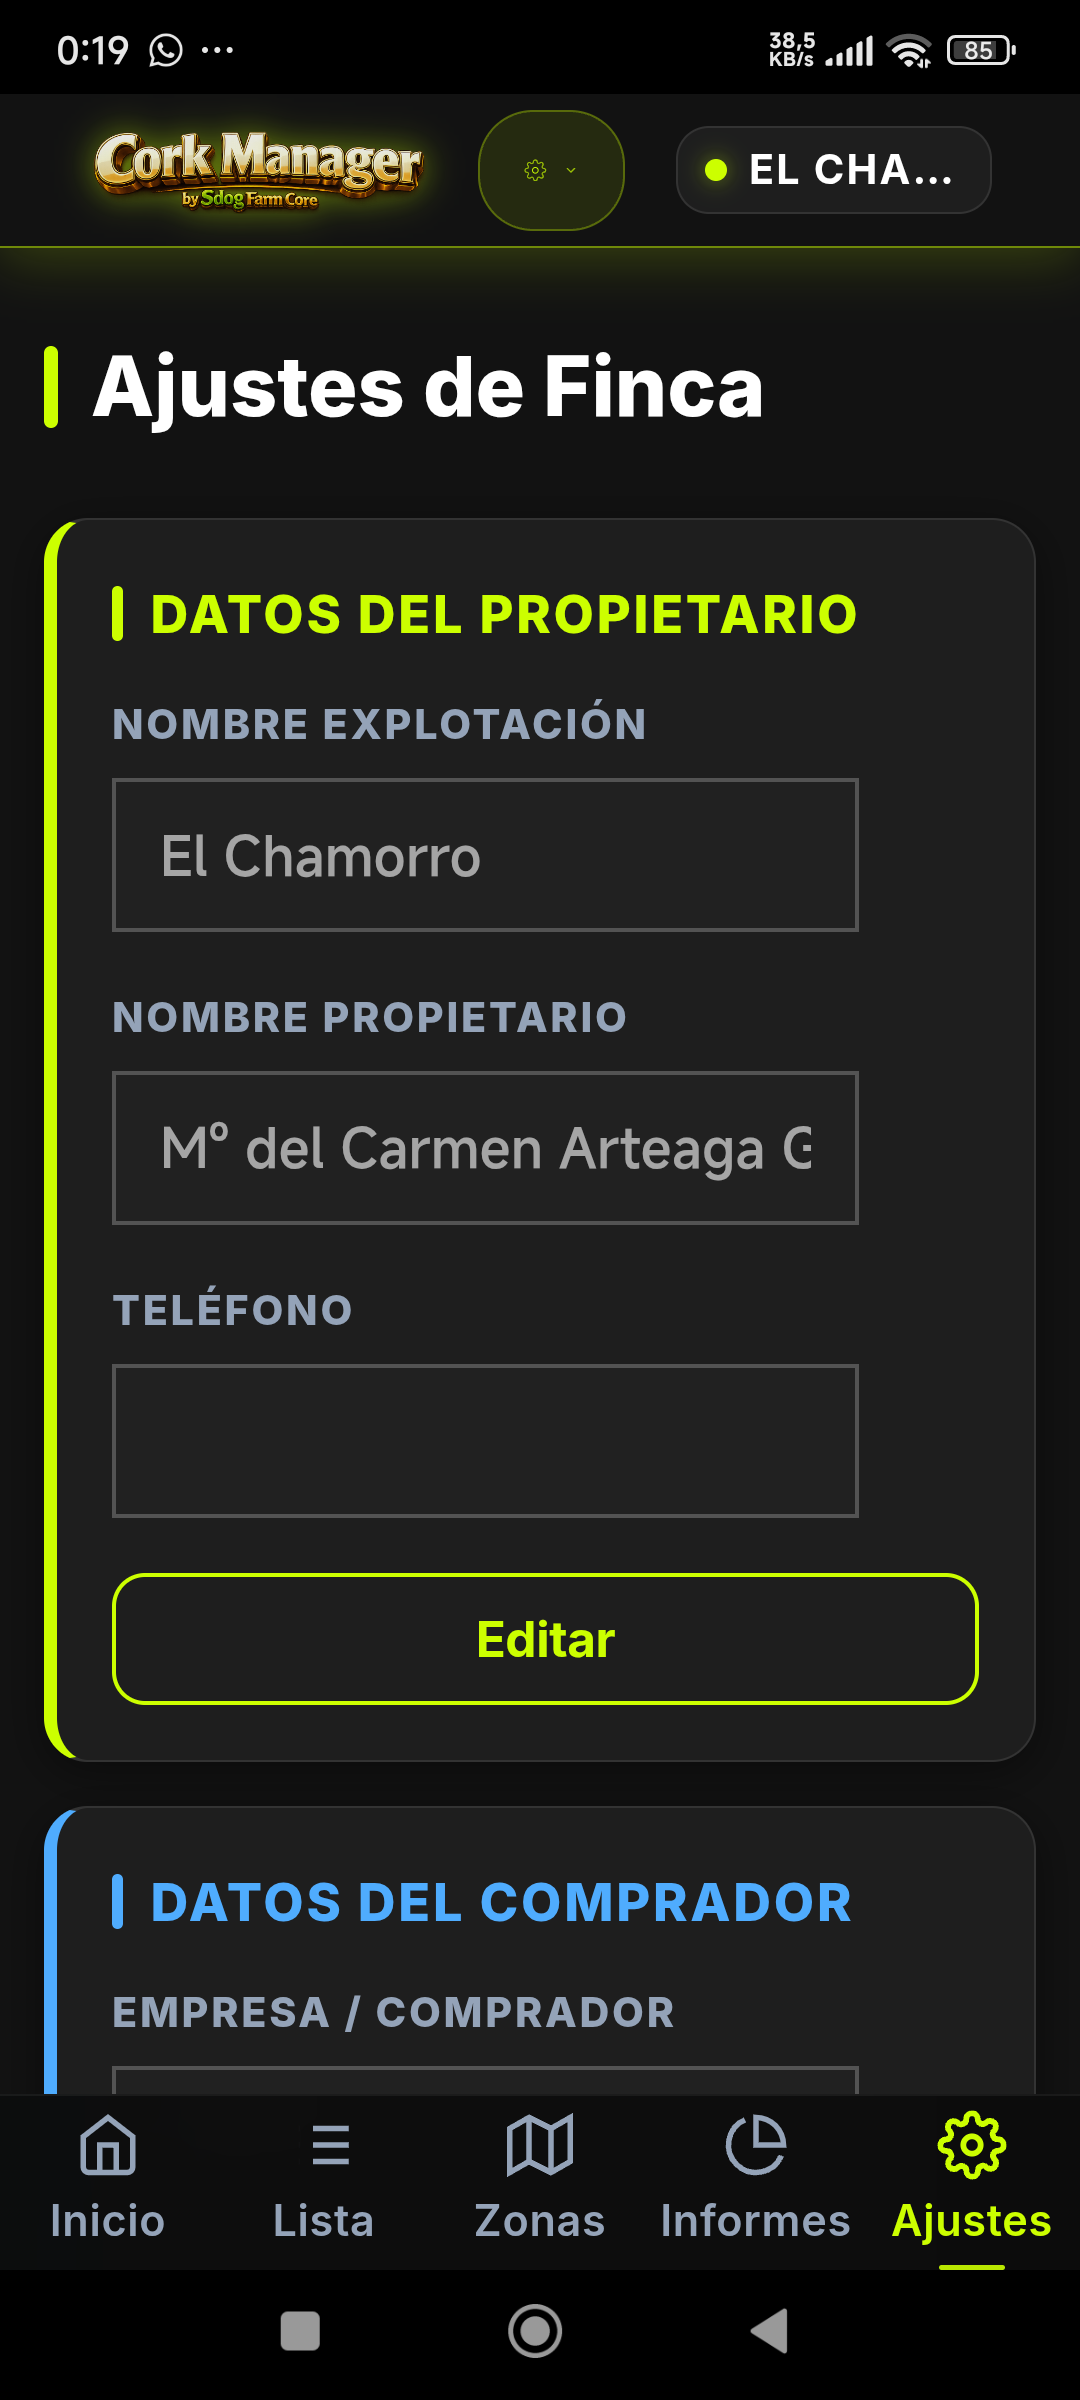 0:19
38,5
KB/s
85
Cork Manager
by Sdog Farm Core
EL CHA...
Ajustes de Finca
DATOS DEL PROPIETARIO
NOMBRE EXPLOTACIÓN
El Chamorro
NOMBRE PROPIETARIO
Mº del Carmen Arteaga G
TELÉFONO
Editar
DATOS DEL COMPRADOR
EMPRESA / COMPRADOR
Inicio
Lista
Zonas
Informes
Ajustes